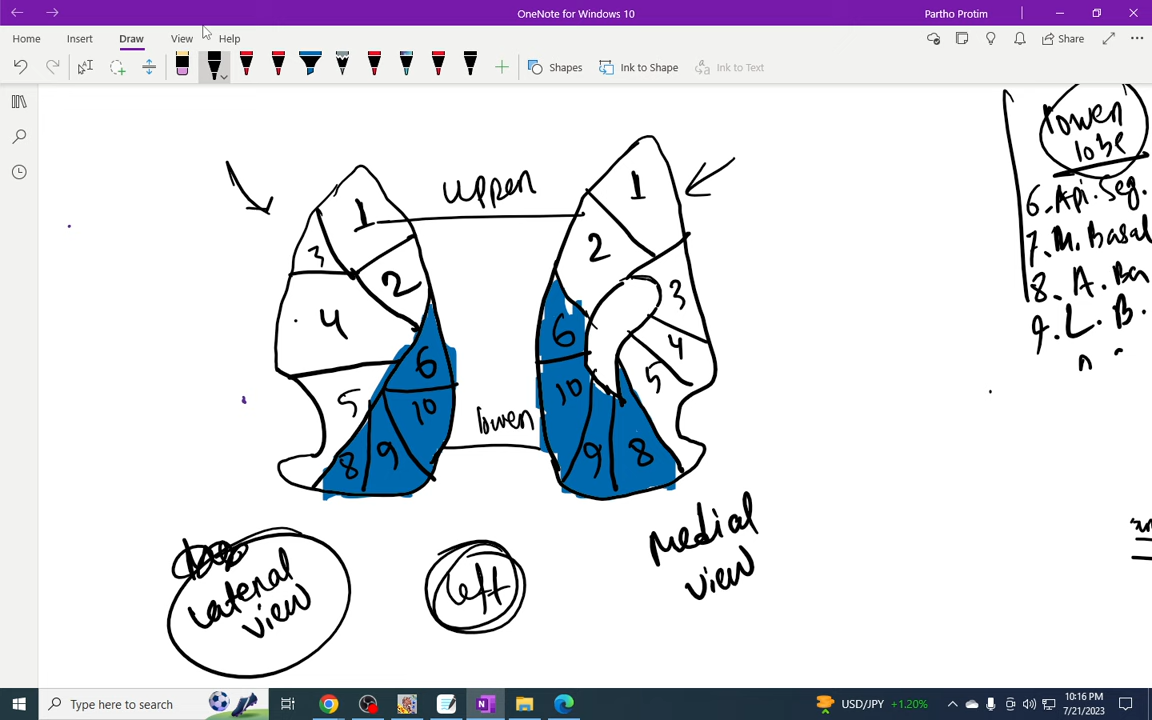 OneNote for Windows 10
Partho Protim
Home
Insert
Draw
View
Help
Share
Shapes
Ink to Shape
Ink to Text
upper
1
3
2
4
6
5
10
8
9
1
2
3
4
5
6
10
9
8
lower
lateral
view
left
medial
view
lower
lobe
6. Api. Seg.
7. M. Basal
8. A. Ba
9. L. B.
Type here to search
USD/JPY +1.20%
10:16 PM
7/21/2023